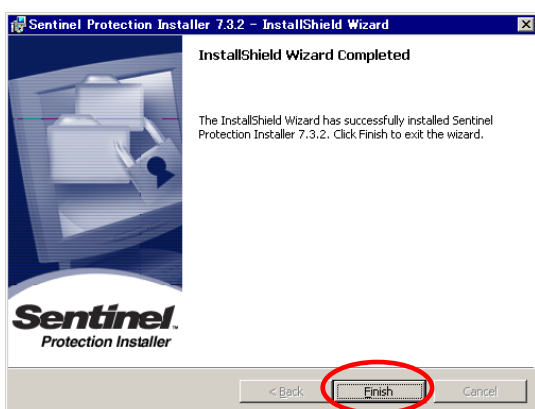 Sentinel Protection Installer 7.3.2 - InstallShield Wizard
InstallShield Wizard Completed
The InstallShield Wizard has successfully installed Sentinel
Protection Installer 7.3.2. Click Finish to exit the wizard.
Sentinel™
Protection Installer
< Back
Finish
Cancel